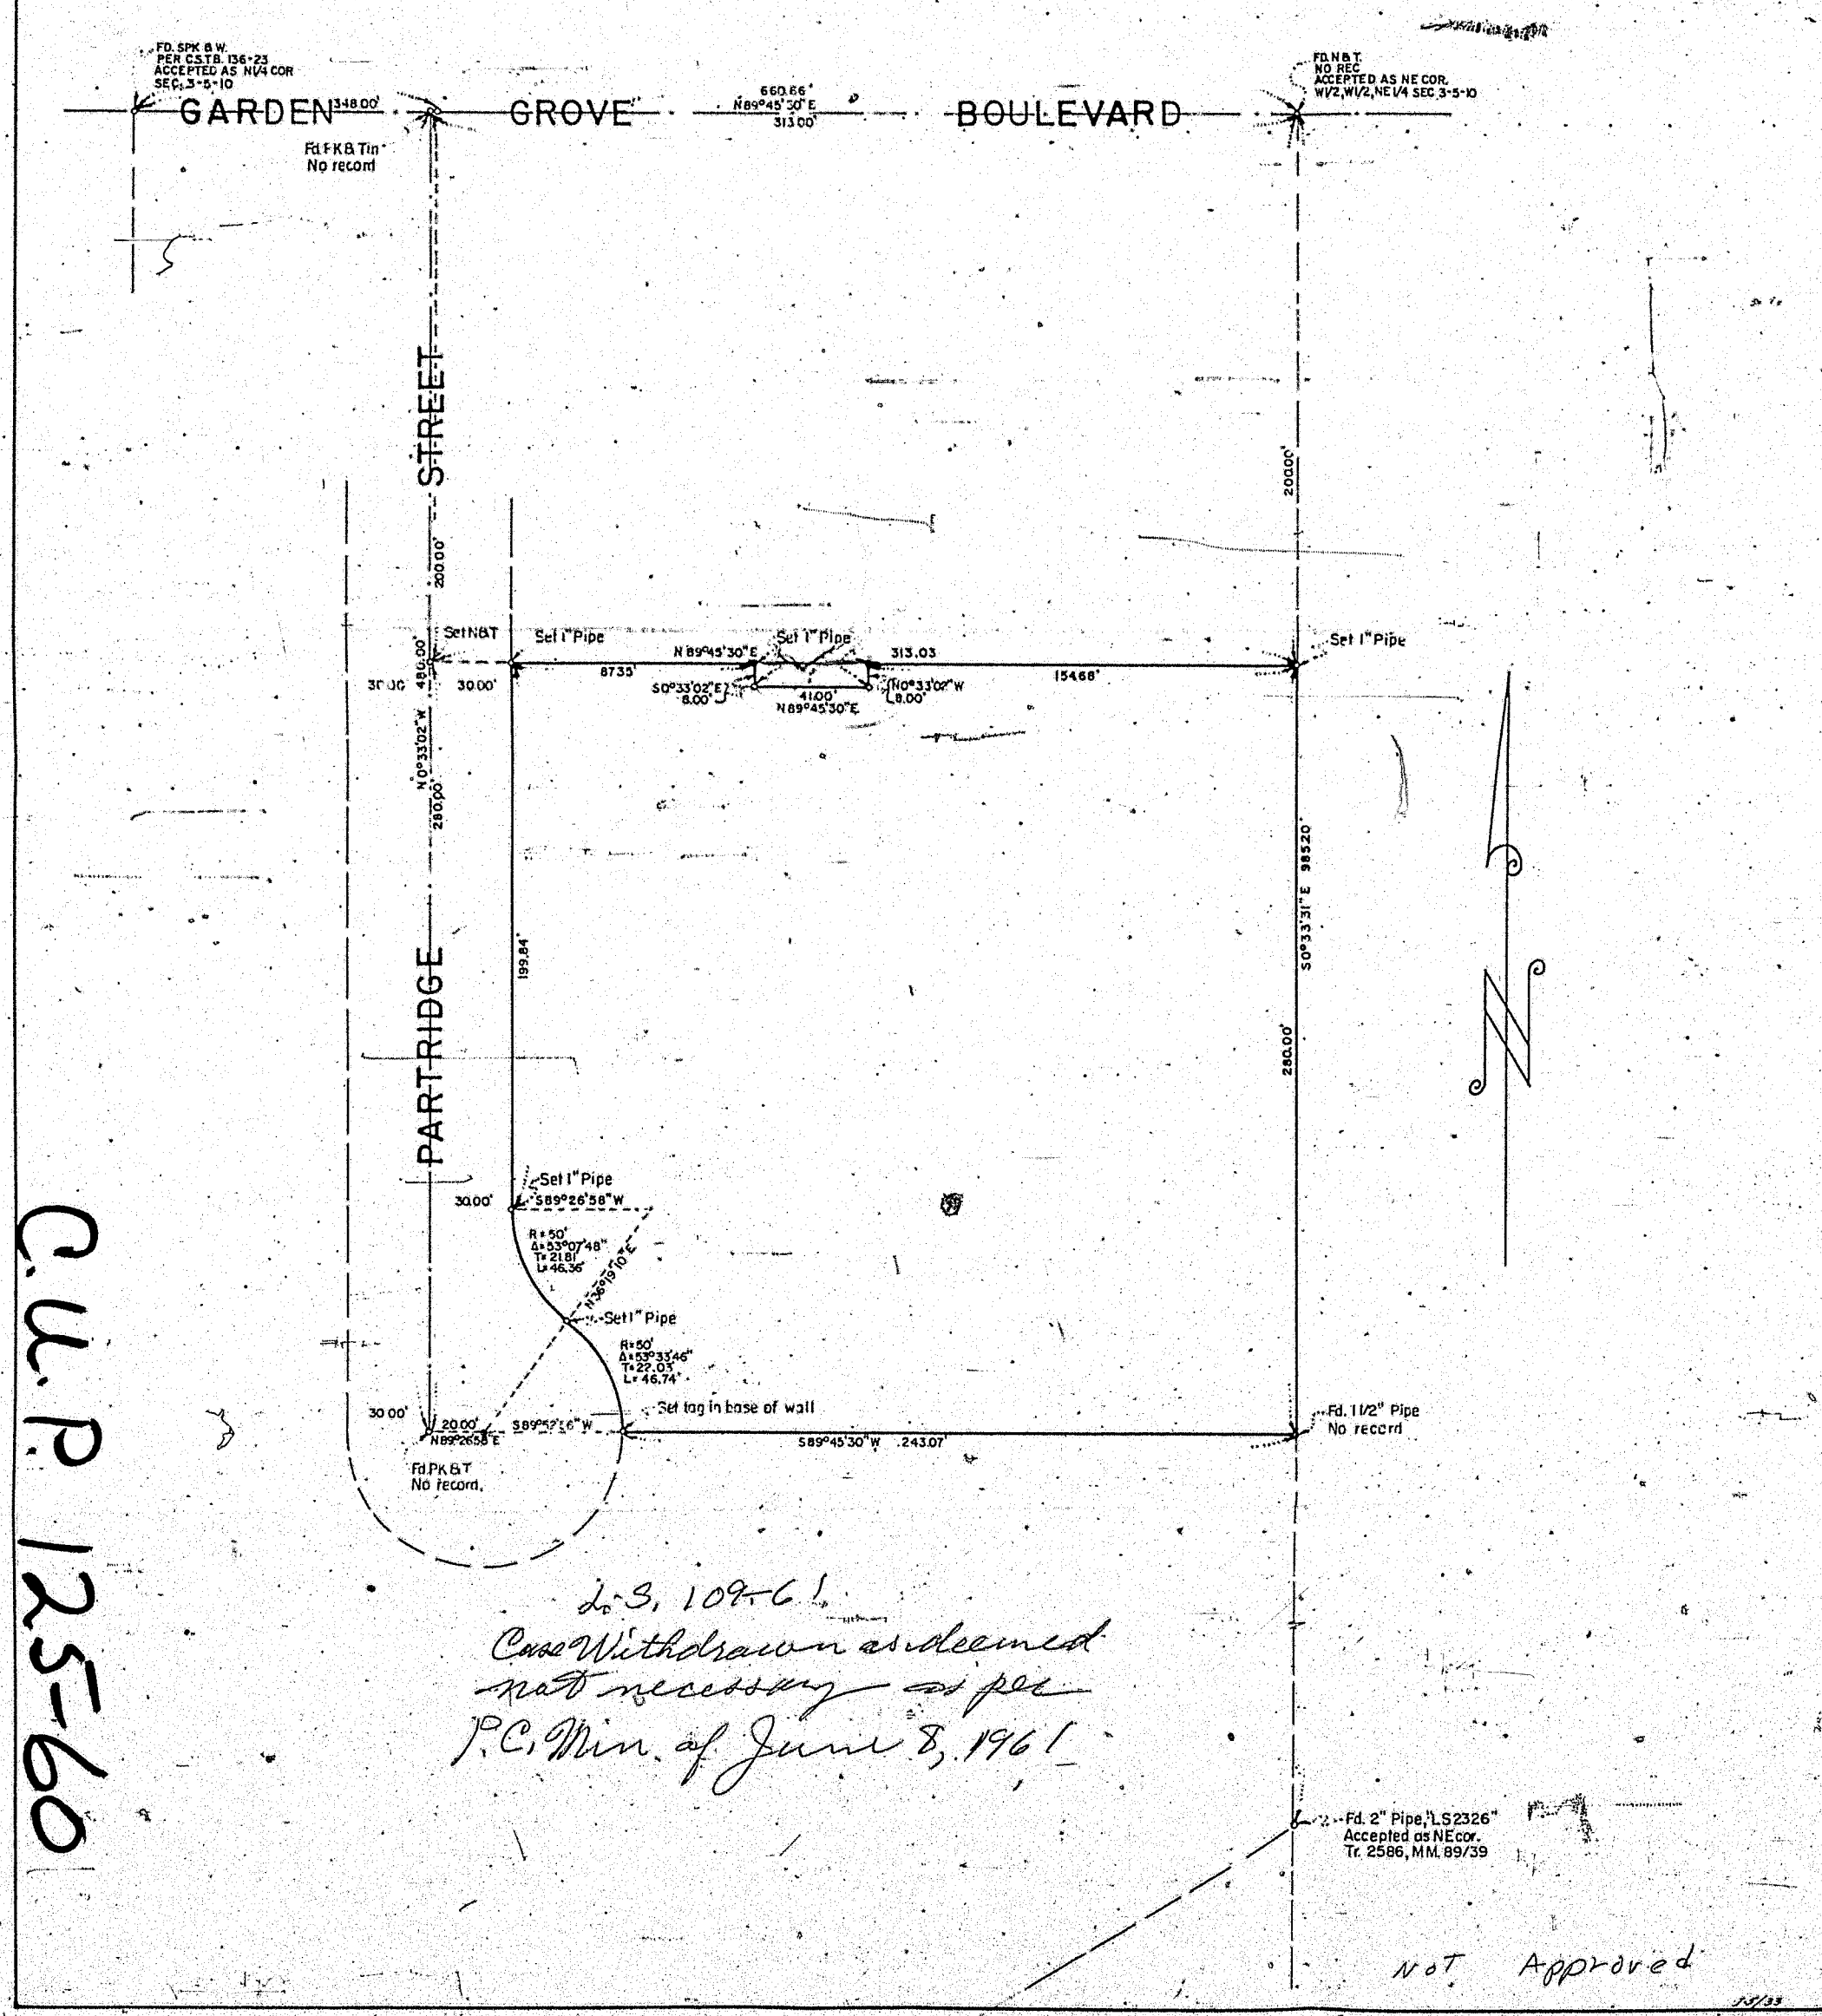 FD. SPK & W.
PER C.S.T.B. 136-23
ACCEPTED AS N1/4 COR
SEC. 3-5-10
FD. N & T.
NO REC
ACCEPTED AS NE COR.
W1/2, W1/2, NE1/4 SEC. 3-5-10
GARDEN 348.00' GROVE BOULEVARD
660.66'
N89°45'30"E
313.00'
No record
STREET
200.00'
200.00'
Set N&T
Set 1" Pipe
Set 1" Pipe
Set 1" Pipe
N89°45'30"E 313.03
87.35'
154.68'
30.00' 30.00'
S0°33'02"E
8.00'
41.00'
N89°45'30"E
N0°33'02"W
8.00'
N0°33'02"W 480.00'
280.00'
199.84'
S0°33'31"E 985.20'
280.00'
N
PARTRIDGE
Set 1" Pipe
30.00'
S89°26'58"W
R=50'
Δ=53°07'48"
T=21.81'
L=46.36'
N36°19'10"E
Set 1" Pipe
R=50'
Δ=53°33'46"
T=22.03'
L=46.74'
Set tag in base of wall
30.00'
20.00'
N89°26'58"E
S89°45'30"W 243.07'
Fd. 1 1/2" Pipe
No record
Fd. PK & T
No record.
C.U.P. 125-60
L.S. 109-61
Case Withdrawn as deemed
not necessary as per
P.C. Min. of June 8, 1961
Fd. 2" Pipe, "LS2326"
Accepted as NE cor.
Tr. 2586, M.M. 89/39
Not Approved